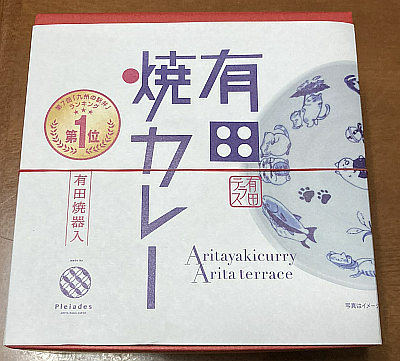 有田
焼カレー
第7回「九州の駅弁」
ランキング
第1位
有田焼器入
有田
テラス
Aritayakicurry
Arita terrace
made by
Pleiades
写真はイメージ